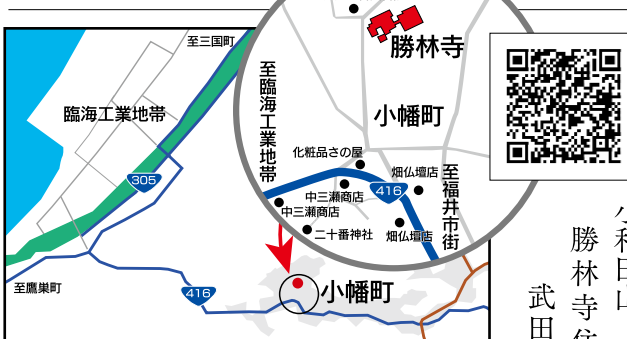 至三国町
臨海工業地帯
305
至鷹巣町
416
小幡町
勝林寺
小幡町
至臨海工業地帯
化粧品さの屋
416
畑仏壇店
中三瀬商店
中三瀬商店
二十番神社
畑仏壇店
至福井市街
勝林寺住
武田